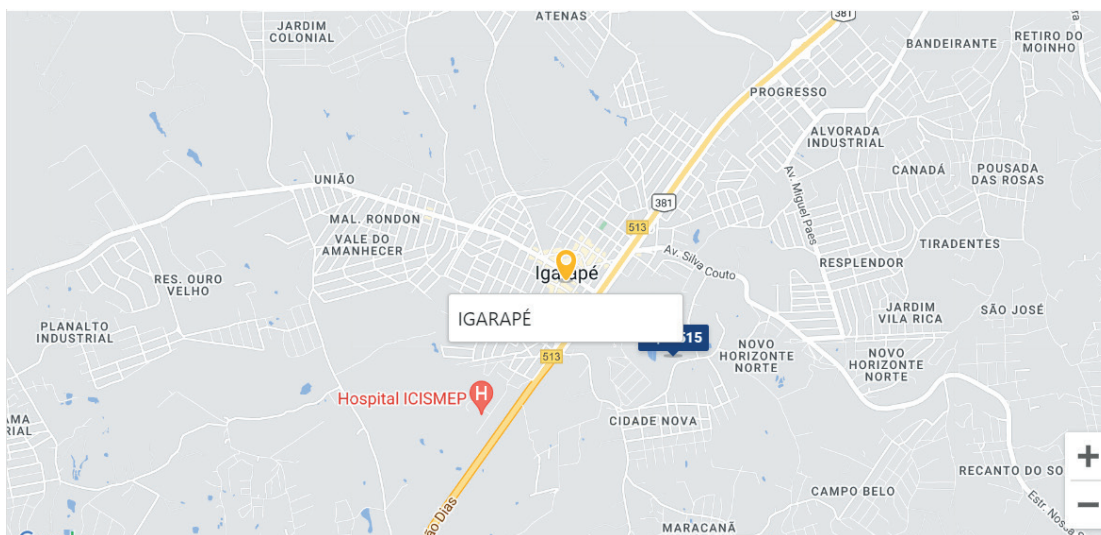 ATENAS
381
JARDIM
COLONIAL
BANDEIRANTE
RETIRO DO
MOINHO
PROGRESSO
ALVORADA
INDUSTRIAL
CANADÁ
POUSADA
DAS ROSAS
Av. Miguel Paes
UNIÃO
381
MAL. RONDON
513
VALE DO
AMANHECER
Av. Silva Couto
TIRADENTES
RESPLENDOR
RES. OURO
VELHO
Igarapé
IGARAPÉ
JARDIM
VILA RICA
SÃO JOSÉ
PLANALTO
INDUSTRIAL
515
NOVO
HORIZONTE
NORTE
NOVO
HORIZONTE
NORTE
513
Hospital ICISMEP
H
CIDADE NOVA
RECANTO DO SO
+
CAMPO BELO
−
Estr.
Dias
MARACANÃ